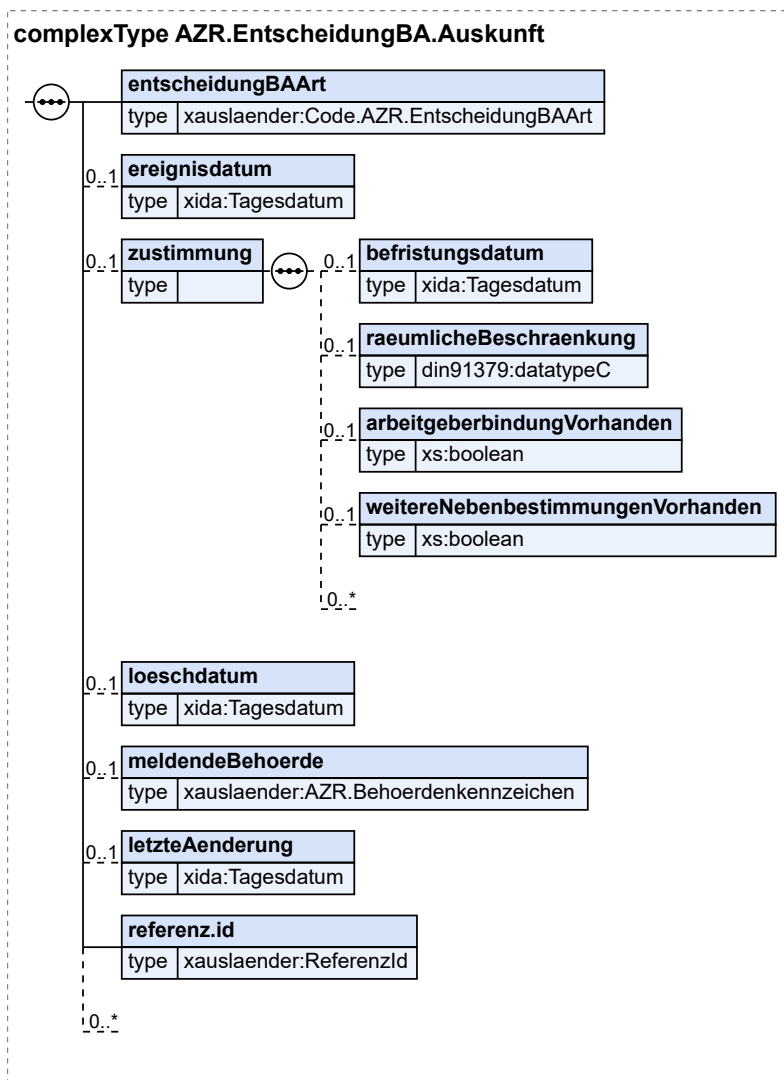 complexType AZR.EntscheidungBA.Auskunft
entscheidungBAArt
type xauslaender:Code.AZR.EntscheidungBAArt
0..1 ereignisdatum
type xida:Tagesdatum
0..1 zustimmung
type
0..1 befristungsdatum
type xida:Tagesdatum
0..1 raeumlicheBeschraenkung
type din91379:datatypeC
0..1 arbeitgeberbindungVorhanden
type xs:boolean
0..1 weitereNebenbestimmungenVorhanden
type xs:boolean
0..*
0..1 loeschdatum
type xida:Tagesdatum
0..1 meldendeBehoerde
type xauslaender:AZR.Behoerdenkennzeichen
0..1 letzteAenderung
type xida:Tagesdatum
referenz.id
type xauslaender:ReferenzId
0..*